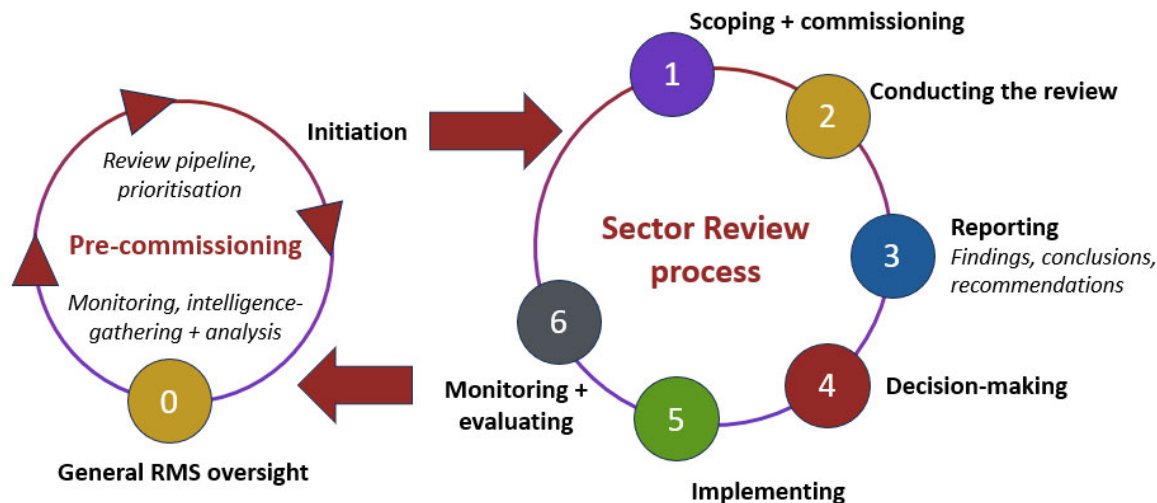 Review pipeline,
prioritisation
Pre-commissioning
Monitoring, intelligence-
gathering + analysis
0
General RMS oversight
Initiation
Scoping + commissioning
1
2
Conducting the review
Sector Review
process
3
Reporting
Findings, conclusions,
recommendations
4
Decision-making
5
Implementing
6
Monitoring +
evaluating